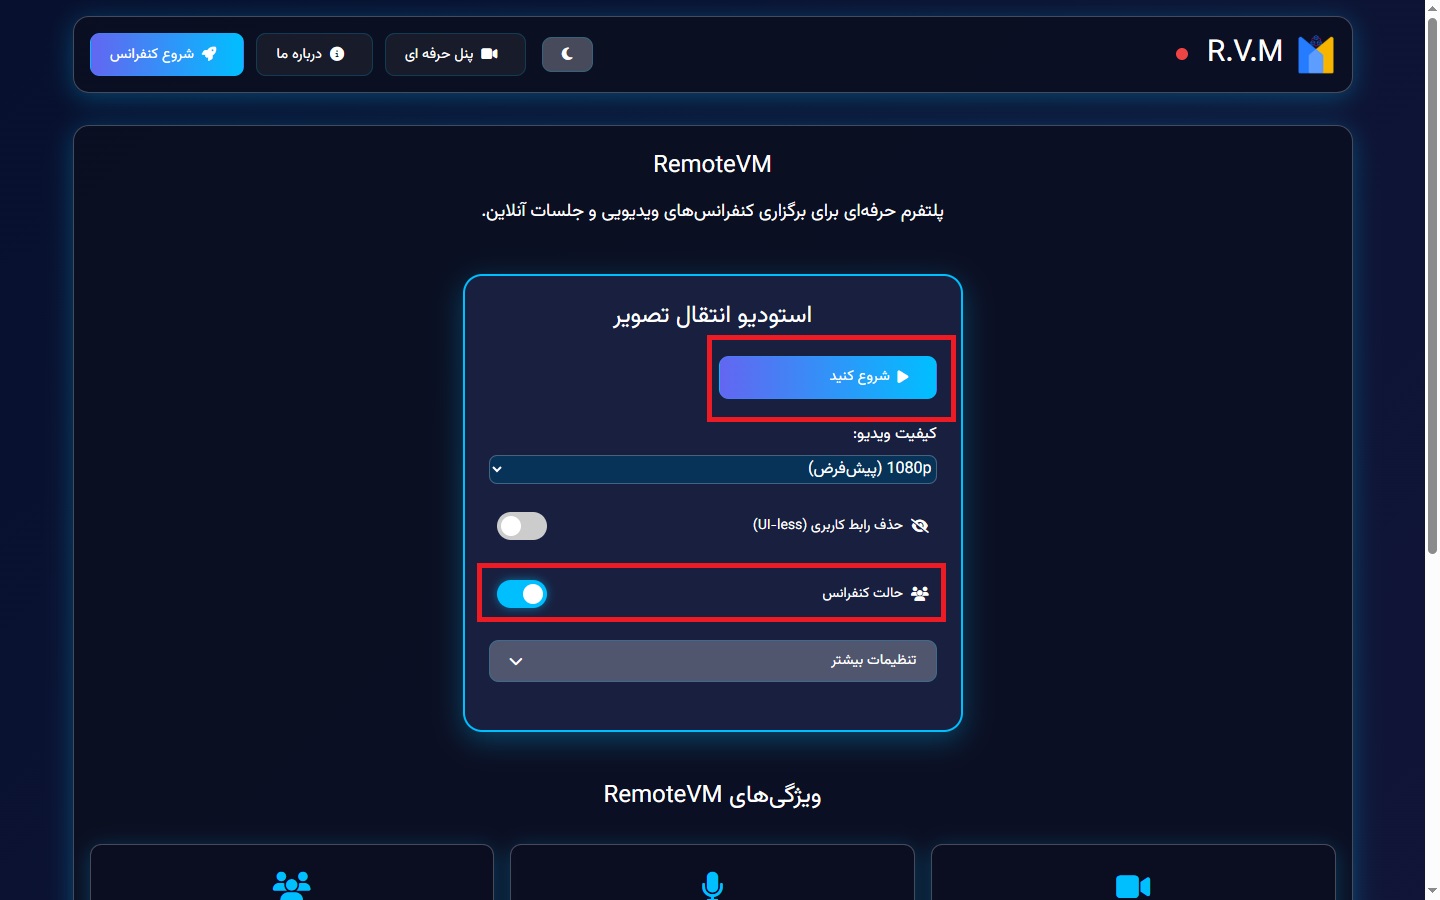 R.V.M
پنل حرفه ای
درباره ما
شروع کنفرانس
RemoteVM
پلتفرم حرفه‌ای برای برگزاری کنفرانس‌های ویدیویی و جلسات آنلاین.
استودیو انتقال تصویر
شروع کنید
کیفیت ویدیو:
1080p (پیش‌فرض)
حذف رابط کاربری (UI-less)
حالت کنفرانس
تنظیمات بیشتر
ویژگی‌های RemoteVM